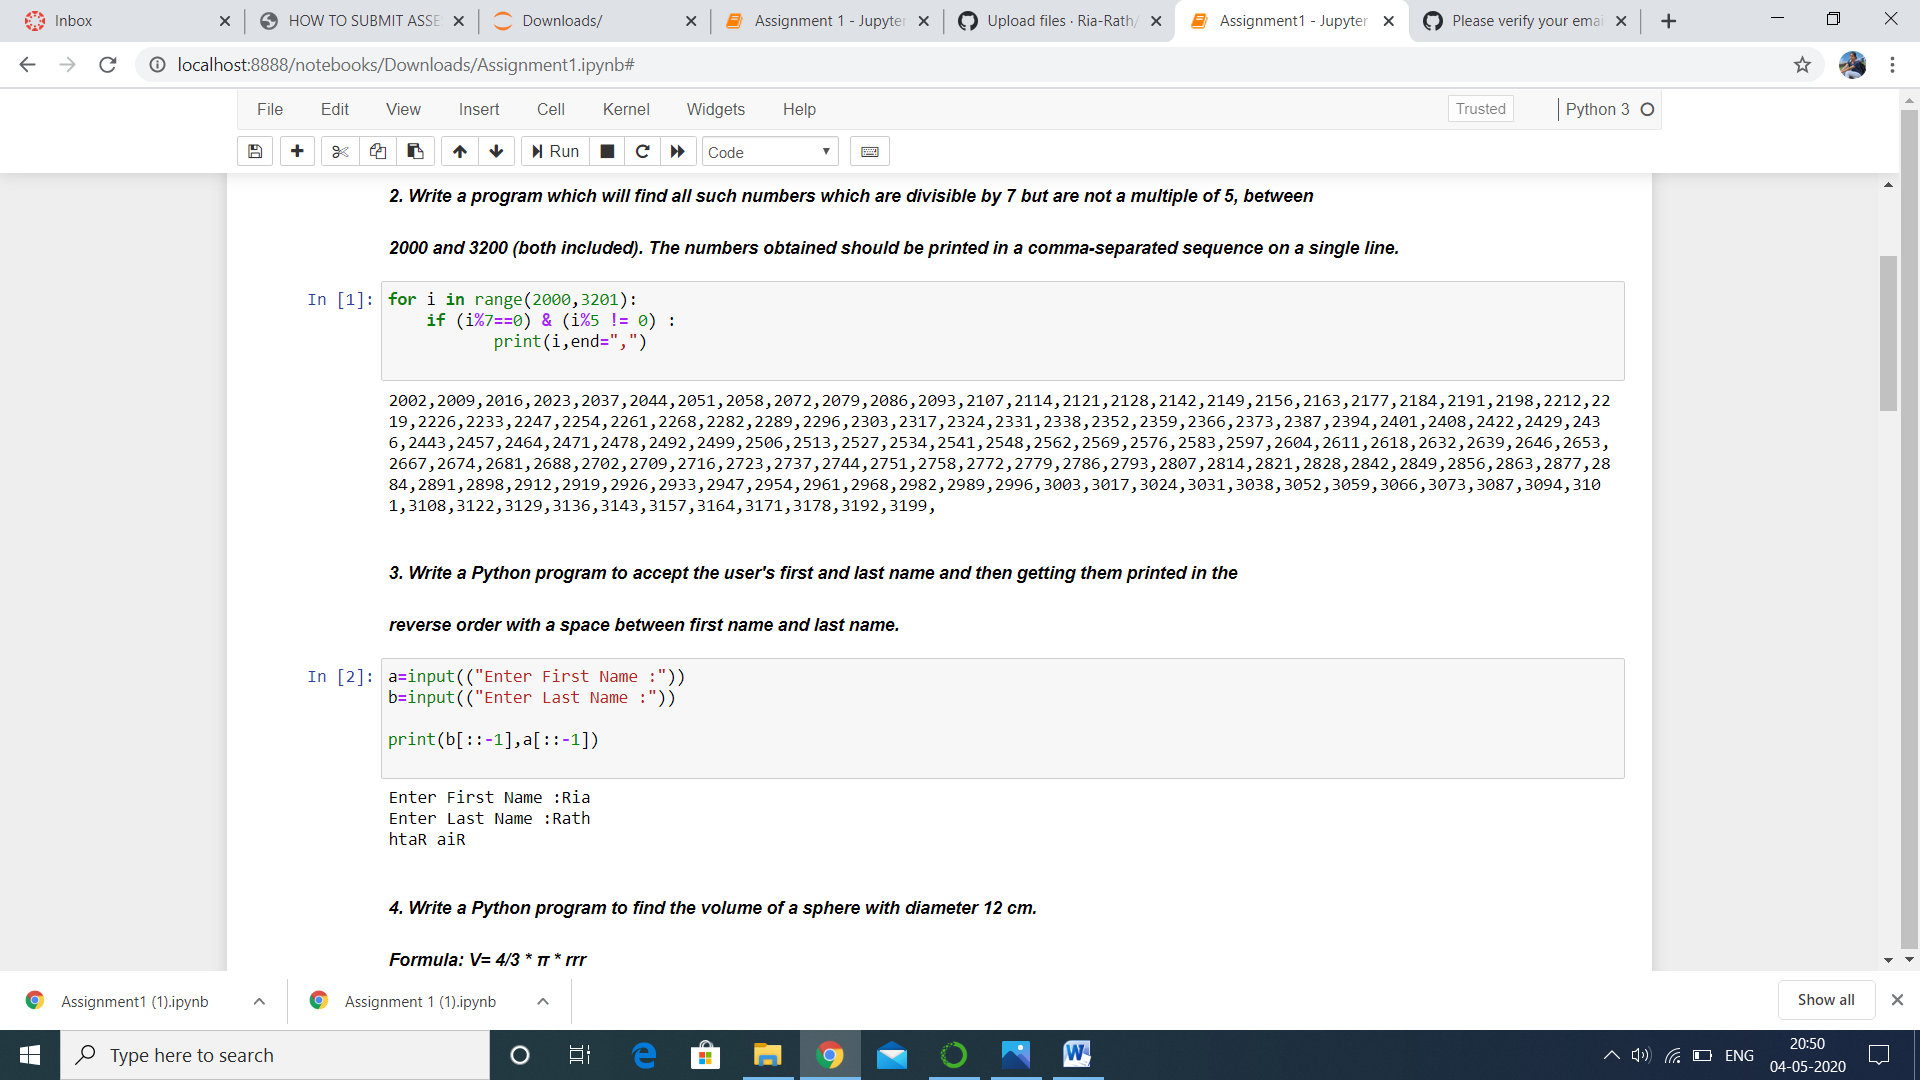 Inbox
HOW TO SUBMIT ASSE
Downloads/
Assignment 1 - Jupyter
Upload files · Ria-Rath/
Assignment1 - Jupyter
Please verify your emai
localhost:8888/notebooks/Downloads/Assignment1.ipynb#
File Edit View Insert Cell Kernel Widgets Help Trusted Python 3
Run Code
2. Write a program which will find all such numbers which are divisible by 7 but are not a multiple of 5, between
2000 and 3200 (both included). The numbers obtained should be printed in a comma-separated sequence on a single line.
In [1]: for i in range(2000,3201):
    if (i%7==0) & (i%5 != 0) :
           print(i,end=",")
2002,2009,2016,2023,2037,2044,2051,2058,2072,2079,2086,2093,2107,2114,2121,2128,2142,2149,2156,2163,2177,2184,2191,2198,2212,22
19,2226,2233,2247,2254,2261,2268,2282,2289,2296,2303,2317,2324,2331,2338,2352,2359,2366,2373,2387,2394,2401,2408,2422,2429,243
6,2443,2457,2464,2471,2478,2492,2499,2506,2513,2527,2534,2541,2548,2562,2569,2576,2583,2597,2604,2611,2618,2632,2639,2646,2653,
2667,2674,2681,2688,2702,2709,2716,2723,2737,2744,2751,2758,2772,2779,2786,2793,2807,2814,2821,2828,2842,2849,2856,2863,2877,28
84,2891,2898,2912,2919,2926,2933,2947,2954,2961,2968,2982,2989,2996,3003,3017,3024,3031,3038,3052,3059,3066,3073,3087,3094,310
1,3108,3122,3129,3136,3143,3157,3164,3171,3178,3192,3199,
3. Write a Python program to accept the user's first and last name and then getting them printed in the
reverse order with a space between first name and last name.
In [2]: a=input(("Enter First Name :"))
b=input(("Enter Last Name :"))
print(b[::-1],a[::-1])
Enter First Name :Ria
Enter Last Name :Rath
htaR aiR
4. Write a Python program to find the volume of a sphere with diameter 12 cm.
Formula: V= 4/3 * π * rrr
Assignment1 (1).ipynb
Assignment 1 (1).ipynb
Show all
Type here to search
ENG
20:50
04-05-2020